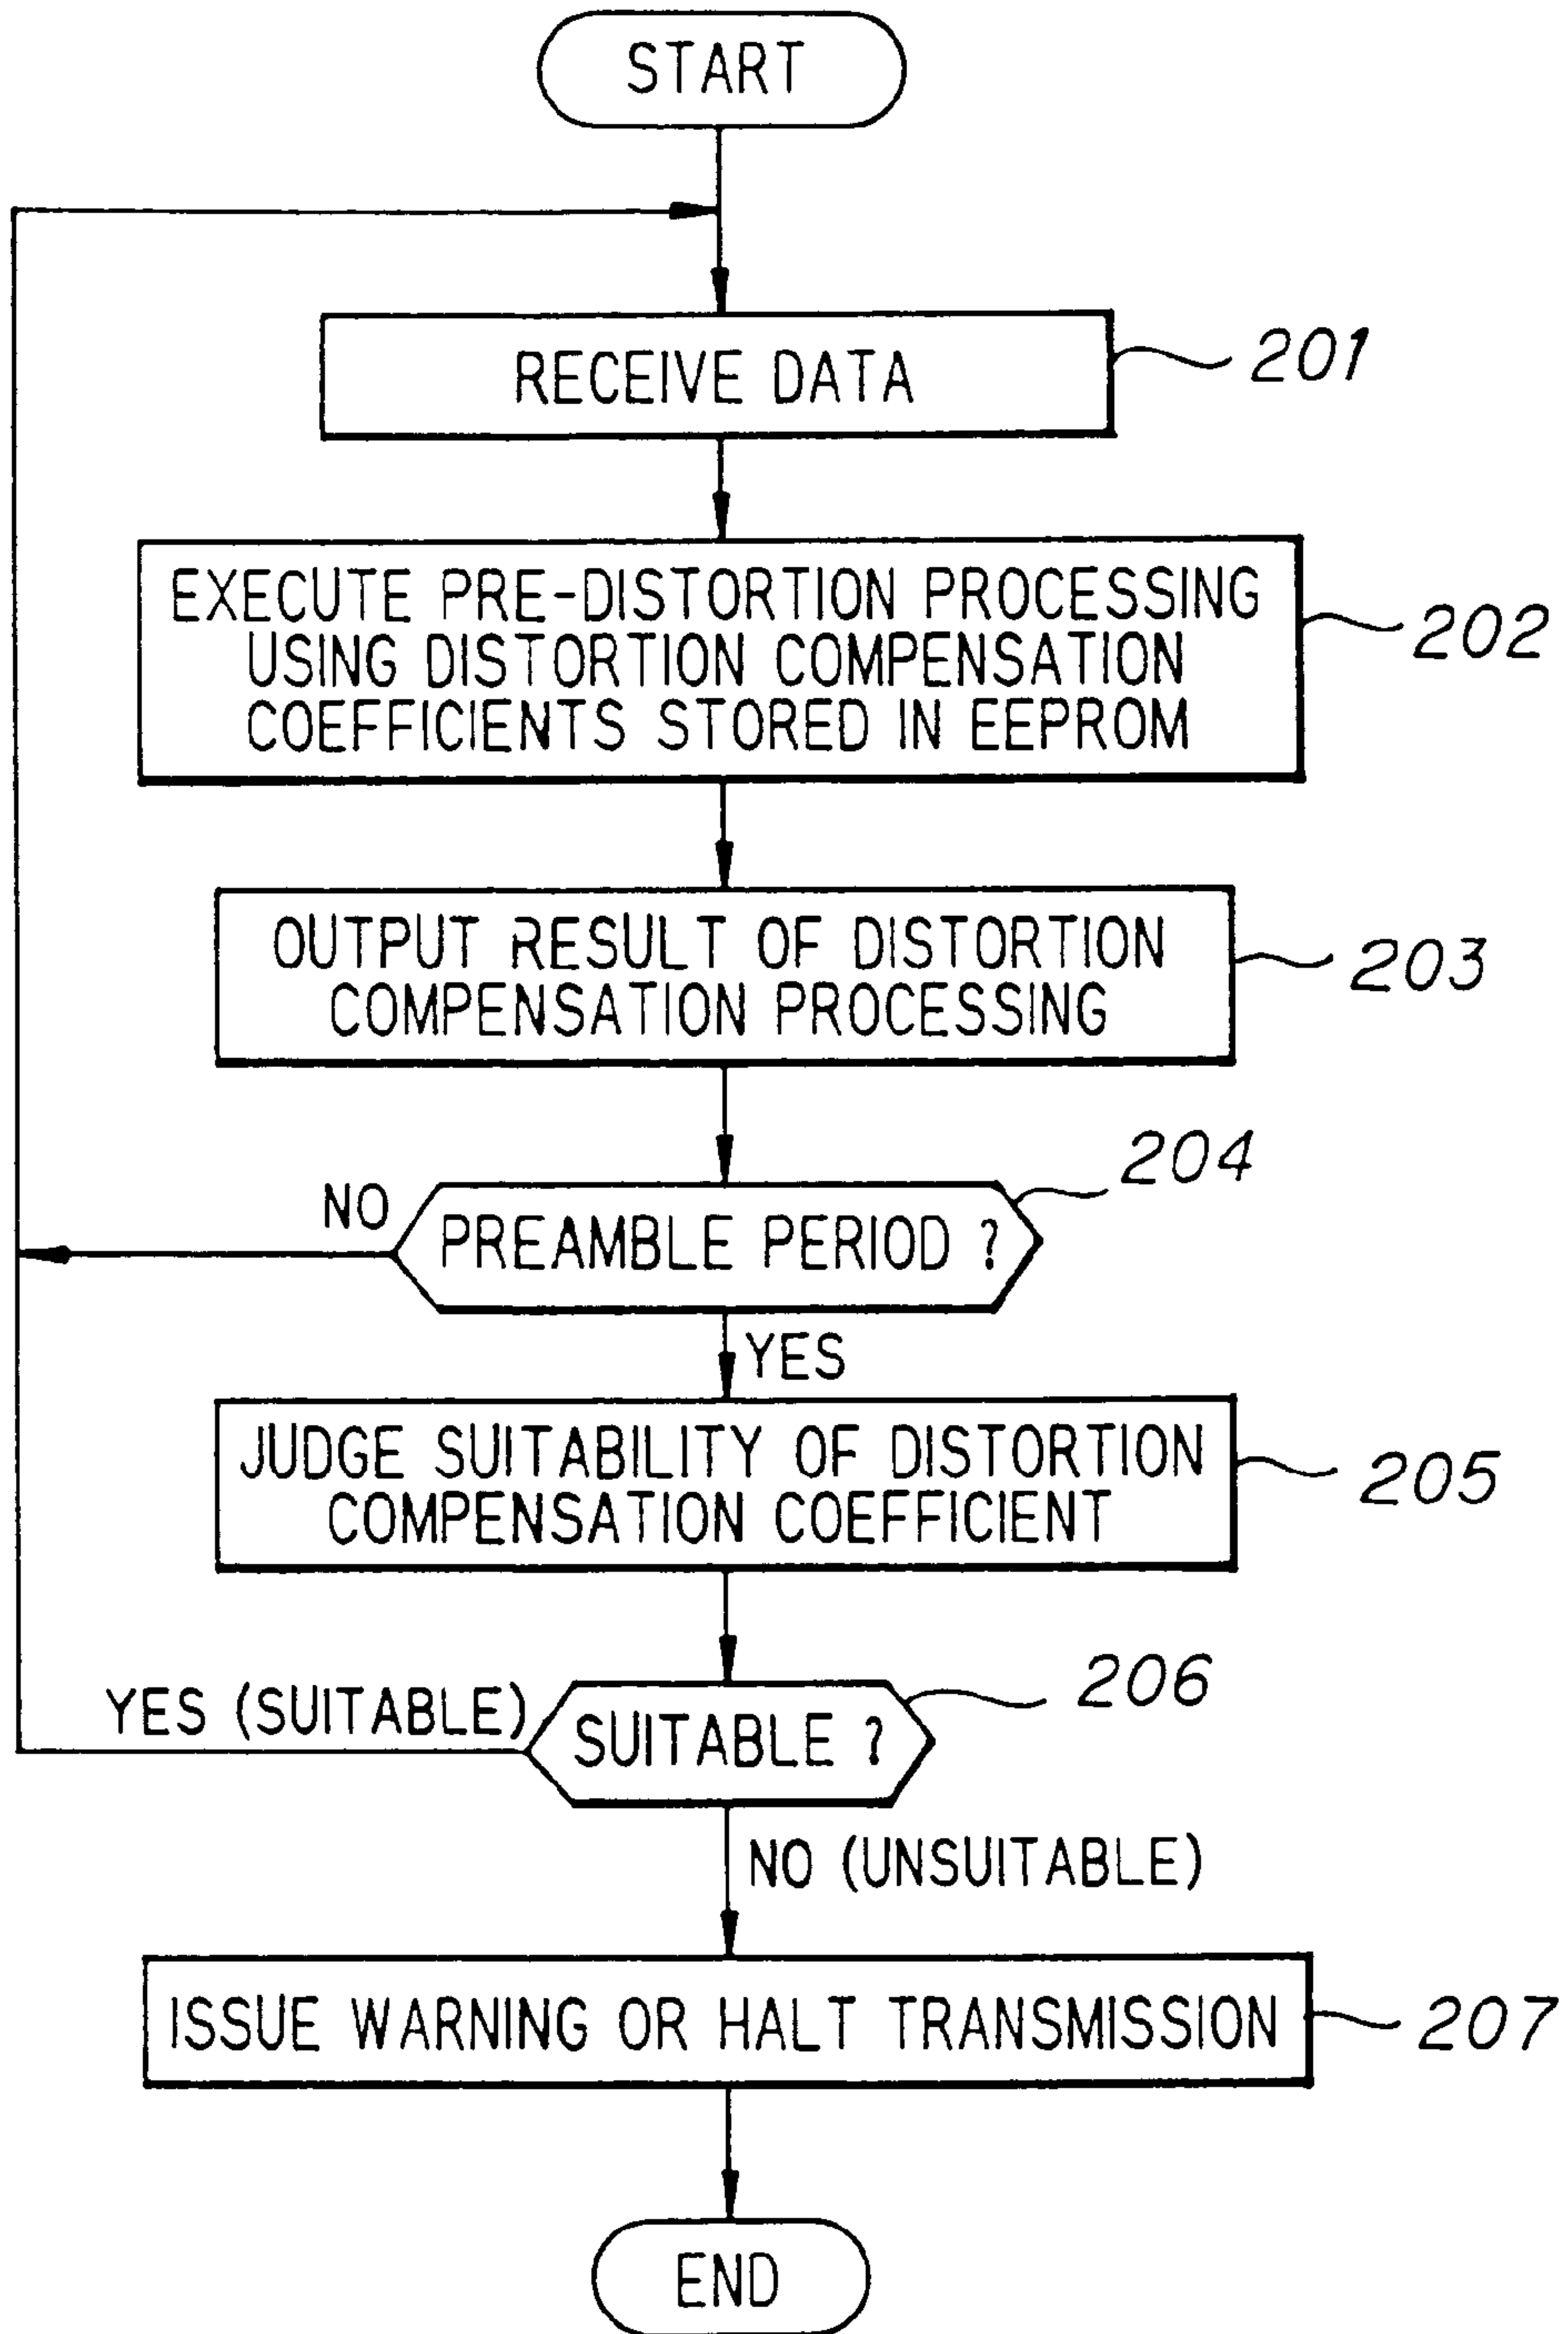 START
RECEIVE DATA
201
EXECUTE PRE-DISTORTION PROCESSING
USING DISTORTION COMPENSATION
COEFFICIENTS STORED IN EEPROM
202
OUTPUT RESULT OF DISTORTION
COMPENSATION PROCESSING
203
204
NO
PREAMBLE PERIOD ?
YES
JUDGE SUITABILITY OF DISTORTION
COMPENSATION COEFFICIENT
205
206
YES (SUITABLE)
SUITABLE ?
NO (UNSUITABLE)
ISSUE WARNING OR HALT TRANSMISSION
207
END